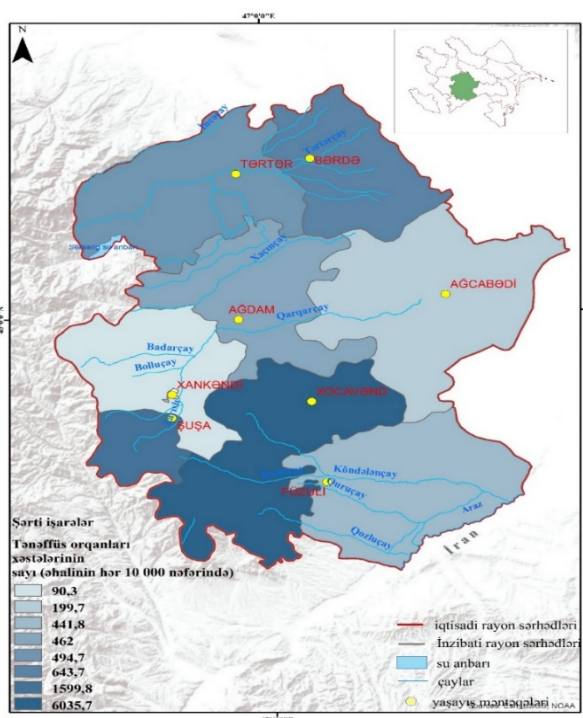 47°0'0"E
N
TƏRTƏR
Tərtərçay
BƏRDƏ
Xaçınçay
AĞCABƏDİ
AĞDAM
Qarqarçay
Badarçay
Bolluçay
XANKƏNDİ
XOCAVƏND
ŞUŞA
Köndələnçay
Quruçay
FÜZULİ
Araz
Qozluçay
İran
Şərti işarələr
Tənəffüs orqanları
xəstələrinin
sayı (əhalinin hər 10 000 nəfərində)
90,3
199,7
441,8
462
494,7
643,7
1599,8
6035,7
iqtisadi rayon sərhədləri
İnzibati rayon sərhədləri
su anbarı
çaylar
yaşayış məntəqələri
NOAA